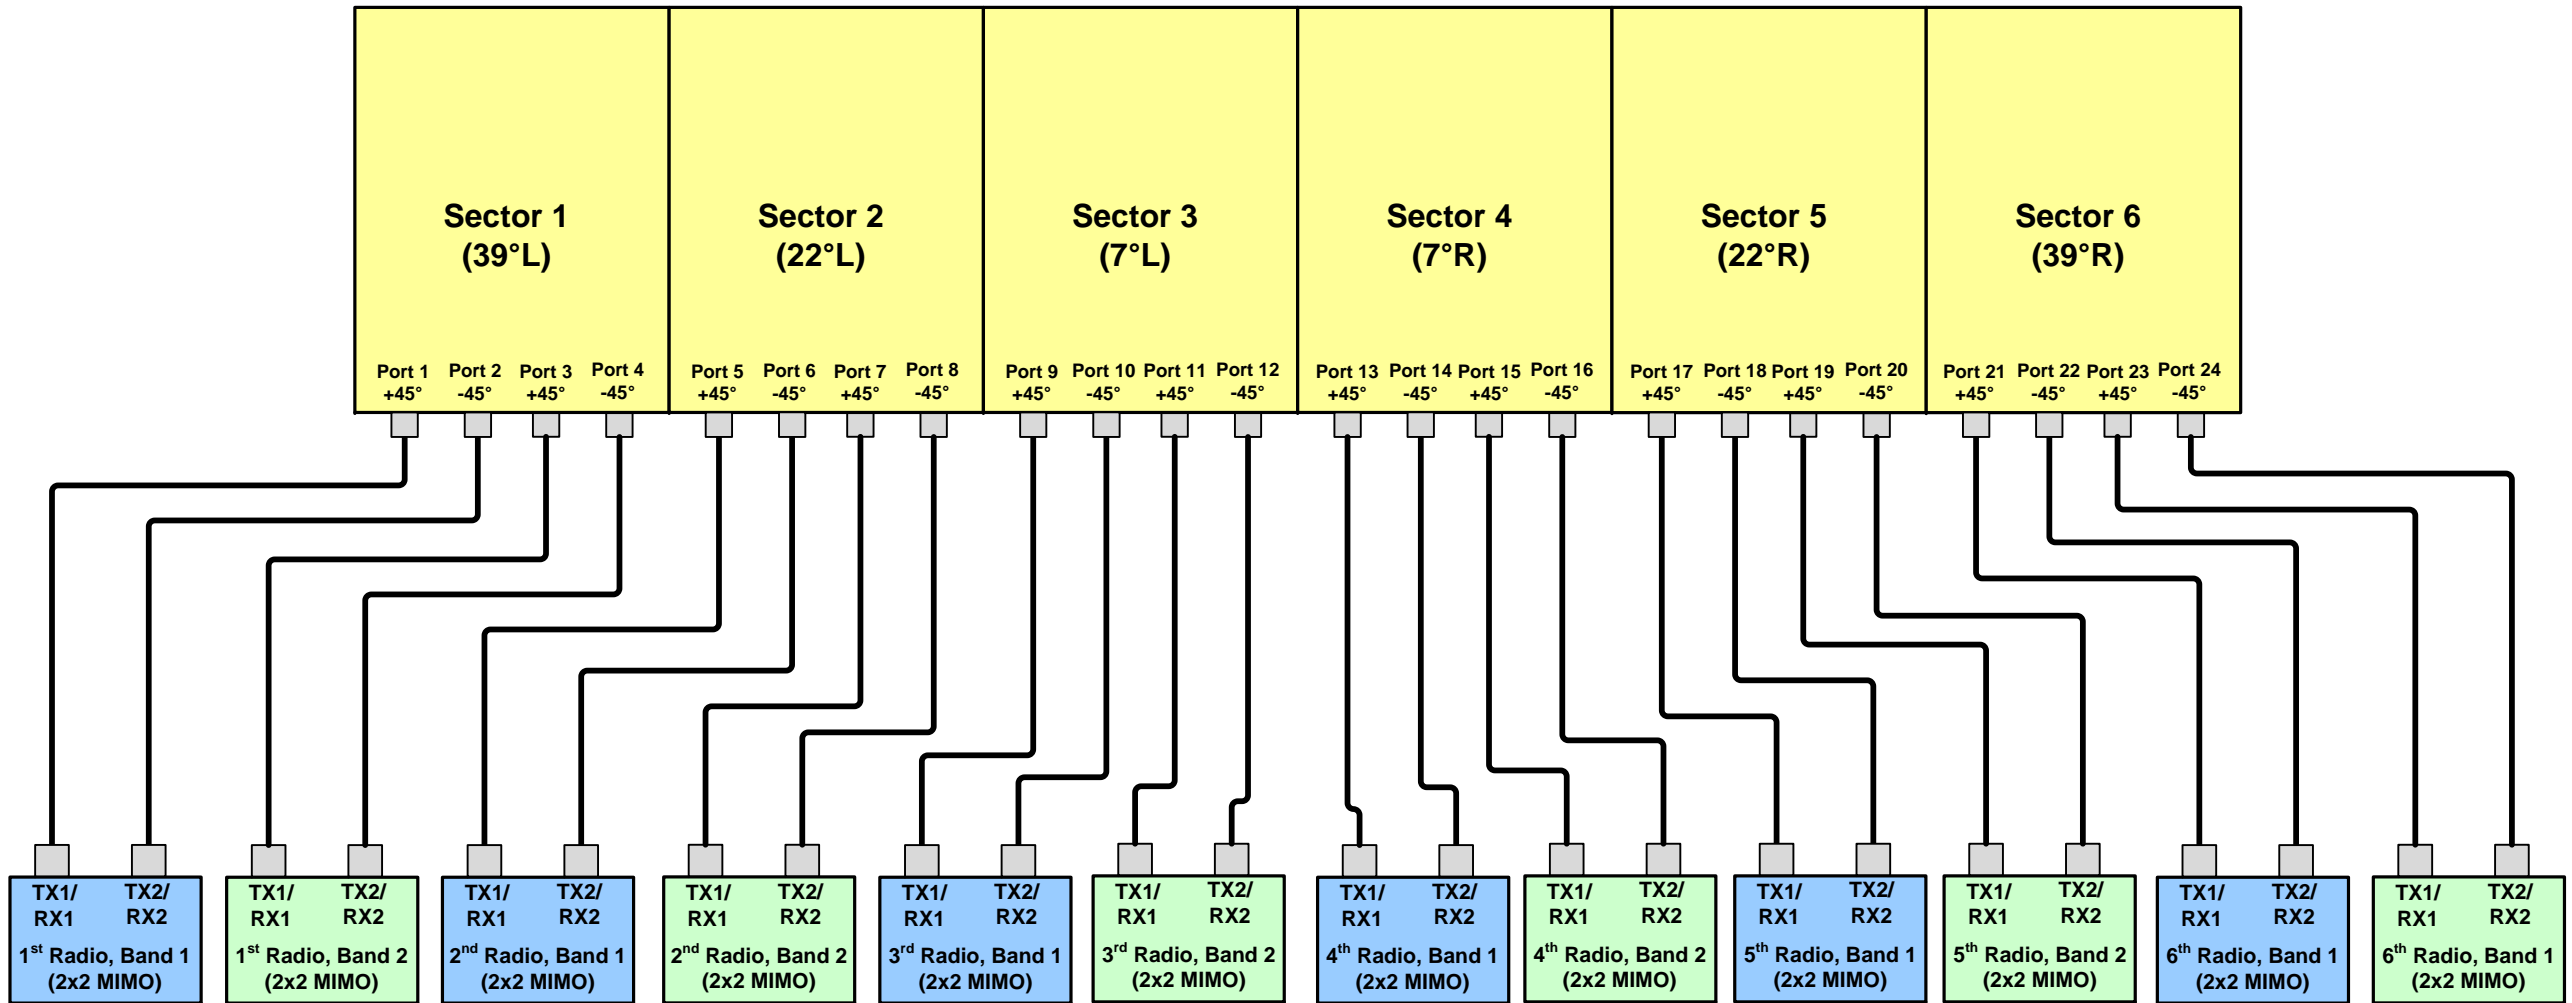 Sector 1
(39°L)
Sector 2
(22°L)
Sector 3
(7°L)
Sector 4
(7°R)
Sector 5
(22°R)
Sector 6
(39°R)
Port 1
+45°
Port 2
-45°
Port 3
+45°
Port 4
-45°
Port 5
+45°
Port 6
-45°
Port 7
+45°
Port 8
-45°
Port 9
+45°
Port 10
-45°
Port 11
+45°
Port 12
-45°
Port 13
+45°
Port 14
-45°
Port 15
+45°
Port 16
-45°
Port 17
+45°
Port 18
-45°
Port 19
+45°
Port 20
-45°
Port 21
+45°
Port 22
-45°
Port 23
+45°
Port 24
-45°
TX1/
RX1
TX2/
RX2
1st Radio, Band 1
(2x2 MIMO)
TX1/
RX1
TX2/
RX2
1st Radio, Band 2
(2x2 MIMO)
TX1/
RX1
TX2/
RX2
2nd Radio, Band 1
(2x2 MIMO)
TX1/
RX1
TX2/
RX2
2nd Radio, Band 2
(2x2 MIMO)
TX1/
RX1
TX2/
RX2
3rd Radio, Band 1
(2x2 MIMO)
TX1/
RX1
TX2/
RX2
3rd Radio, Band 2
(2x2 MIMO)
TX1/
RX1
TX2/
RX2
4th Radio, Band 1
(2x2 MIMO)
TX1/
RX1
TX2/
RX2
4th Radio, Band 2
(2x2 MIMO)
TX1/
RX1
TX2/
RX2
5th Radio, Band 1
(2x2 MIMO)
TX1/
RX1
TX2/
RX2
5th Radio, Band 2
(2x2 MIMO)
TX1/
RX1
TX2/
RX2
6th Radio, Band 1
(2x2 MIMO)
TX1/
RX1
TX2/
RX2
6th Radio, Band 1
(2x2 MIMO)